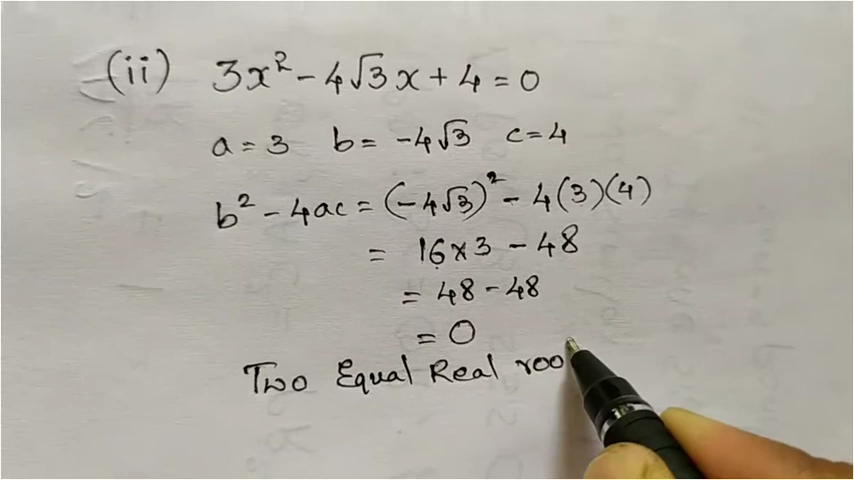 (ii) 3x² - 4√3x + 4 = 0
a = 3 b = -4√3 c = 4
b² - 4ac = (-4√3)² - 4(3)(4)
= 16×3 - 48
= 48 - 48
= 0
Two Equal Real roo